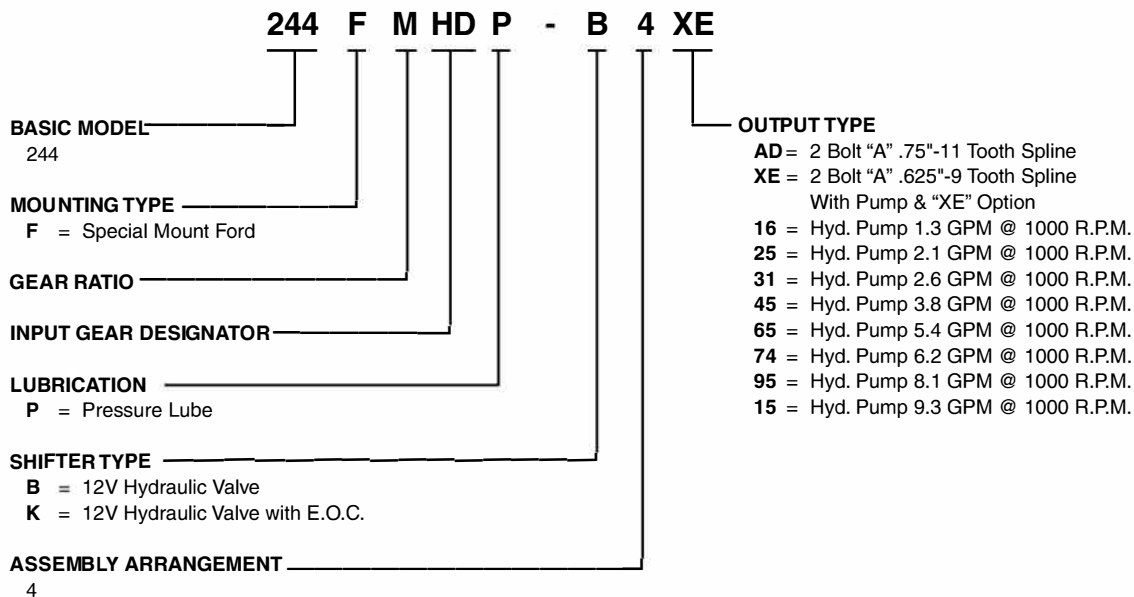 244 F M HD P - B 4 XE
BASIC MODEL
244
MOUNTING TYPE
F = Special Mount Ford
GEAR RATIO
INPUT GEAR DESIGNATOR
LUBRICATION
P = Pressure Lube
SHIFTER TYPE
B = 12V Hydraulic Valve
K = 12V Hydraulic Valve with E.O.C.
ASSEMBLY ARRANGEMENT
4
OUTPUT TYPE
AD = 2 Bolt “A” .75"-11 Tooth Spline
XE = 2 Bolt “A” .625"-9 Tooth Spline
With Pump & “XE” Option
16 = Hyd. Pump 1.3 GPM @ 1000 R.P.M.
25 = Hyd. Pump 2.1 GPM @ 1000 R.P.M.
31 = Hyd. Pump 2.6 GPM @ 1000 R.P.M.
45 = Hyd. Pump 3.8 GPM @ 1000 R.P.M.
65 = Hyd. Pump 5.4 GPM @ 1000 R.P.M.
74 = Hyd. Pump 6.2 GPM @ 1000 R.P.M.
95 = Hyd. Pump 8.1 GPM @ 1000 R.P.M.
15 = Hyd. Pump 9.3 GPM @ 1000 R.P.M.